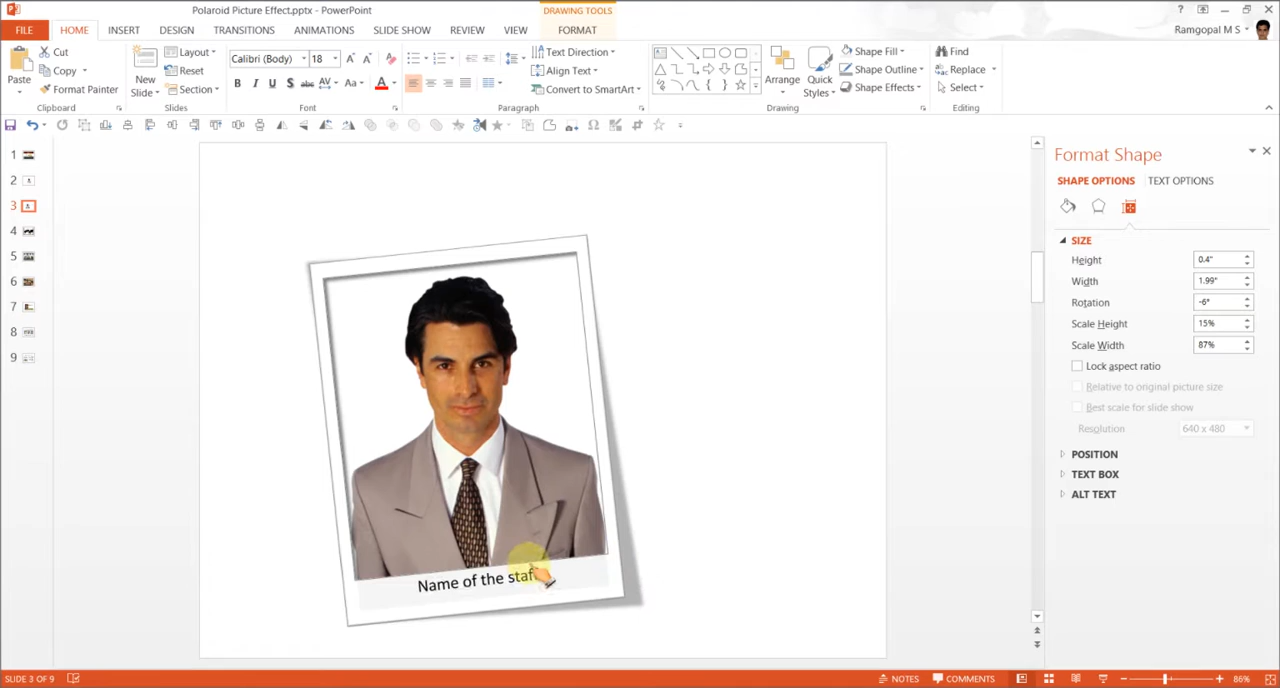 Polaroid Picture Effect.pptx - PowerPoint
DRAWING TOOLS
FILE HOME INSERT DESIGN TRANSITIONS ANIMATIONS SLIDE SHOW REVIEW VIEW FORMAT
Ramgopal M S
Paste
Cut
Copy
Format Painter
Clipboard
New Slide
Layout
Reset
Section
Slides
Calibri (Body) 18
B I U S abc AV Aa A
Font
Text Direction
Align Text
Convert to SmartArt
Paragraph
Arrange
Quick Styles
Shape Fill
Shape Outline
Shape Effects
Drawing
Find
Replace
Select
Editing
1
2
3
4
5
6
7
8
9
Name of the staff
Format Shape
SHAPE OPTIONS TEXT OPTIONS
SIZE
Height 0.4"
Width 1.99"
Rotation -6°
Scale Height 15%
Scale Width 87%
Lock aspect ratio
Relative to original picture size
Best scale for slide show
Resolution 640 x 480
POSITION
TEXT BOX
ALT TEXT
SLIDE 3 OF 9
NOTES COMMENTS 86%